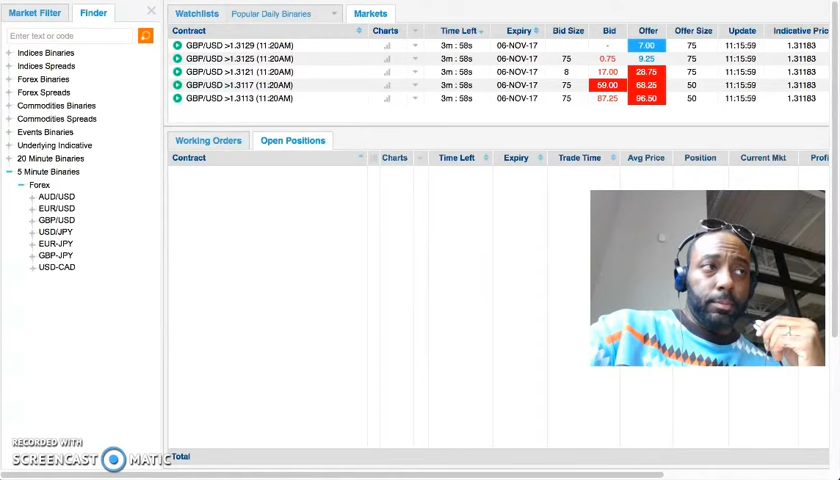 Market Filter Finder
Watchlists Popular Daily Binaries Markets
Enter text or code
Indices Binaries
Indices Spreads
Forex Binaries
Forex Spreads
Commodities Binaries
Commodities Spreads
Events Binaries
Underlying Indicative
20 Minute Binaries
5 Minute Binaries
Forex
AUD/USD
EUR/USD
GBP/USD
USD/JPY
EUR-JPY
GBP-JPY
USD-CAD
Contract Charts Time Left Expiry Bid Size Bid Offer Offer Size Update Indicative Pric
GBP/USD >1.3129 (11:20AM) 3m : 58s 06-NOV-17 - 7.00 75 11:15:59 1.31183
GBP/USD >1.3125 (11:20AM) 3m : 58s 06-NOV-17 75 0.75 9.25 75 11:15:59 1.31183
GBP/USD >1.3121 (11:20AM) 3m : 58s 06-NOV-17 8 17.00 28.75 75 11:15:59 1.31183
GBP/USD >1.3117 (11:20AM) 3m : 58s 06-NOV-17 75 59.00 68.25 50 11:15:59 1.31183
GBP/USD >1.3113 (11:20AM) 3m : 58s 06-NOV-17 75 87.25 96.50 50 11:15:59 1.31183
Working Orders Open Positions
Contract Charts Time Left Expiry Trade Time Avg Price Position Current Mkt Profi
Total
RECORDED WITH
SCREENCAST MATIC